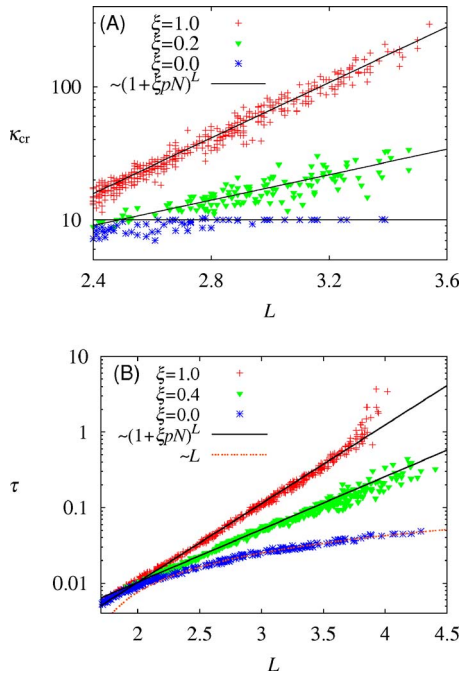 (A)
ξ=1.0
ξ=0.2
ξ=0.0
~(1+ξpN)^L
κ_cr
100
10
2.4 2.8 3.2 3.6
L
(B)
ξ=1.0
ξ=0.4
ξ=0.0
~(1+ξpN)^L
~L
τ
10
1
0.1
0.01
2 2.5 3 3.5 4 4.5
L